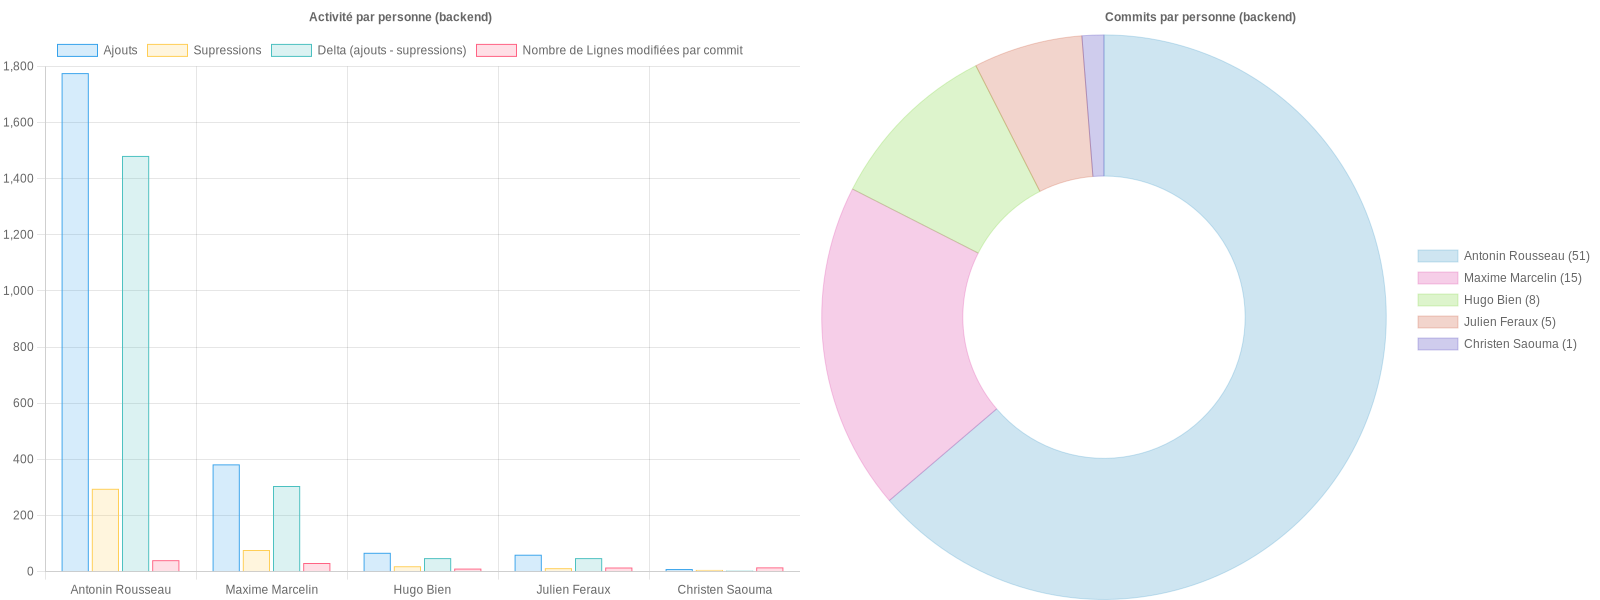 Activité par personne (backend)
Ajouts
Supressions
Delta (ajouts - supressions)
Nombre de Lignes modifiées par commit
1,800
1,600
1,400
1,200
1,000
800
600
400
200
0
Antonin Rousseau
Maxime Marcelin
Hugo Bien
Julien Feraux
Christen Saouma
Commits par personne (backend)
Antonin Rousseau (51)
Maxime Marcelin (15)
Hugo Bien (8)
Julien Feraux (5)
Christen Saouma (1)